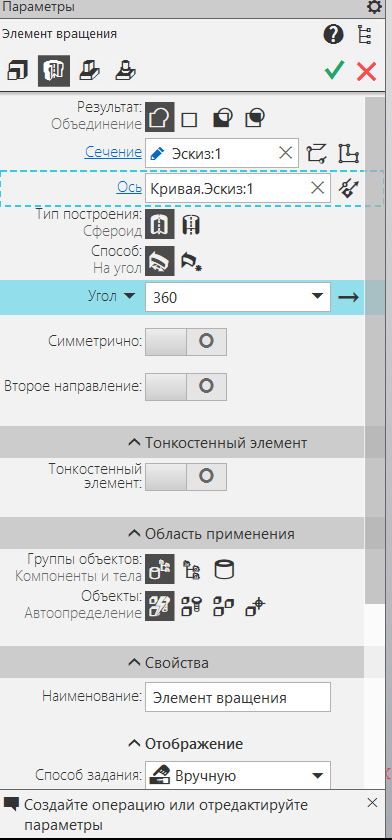 Параметры
Элемент вращения
Результат:
Объединение
Сечение
Эскиз:1
Ось
Кривая.Эскиз:1
Тип построения:
Сфероид
Способ:
На угол
Угол
360
Симметрично:
Второе направление:
Тонкостенный элемент
Тонкостенный
элемент:
Область применения
Группы объектов:
Компоненты и тела
Объекты:
Автоопределение
Свойства
Наименование:
Элемент вращения
Отображение
Способ задания:
Вручную
Создайте операцию или отредактируйте
параметры